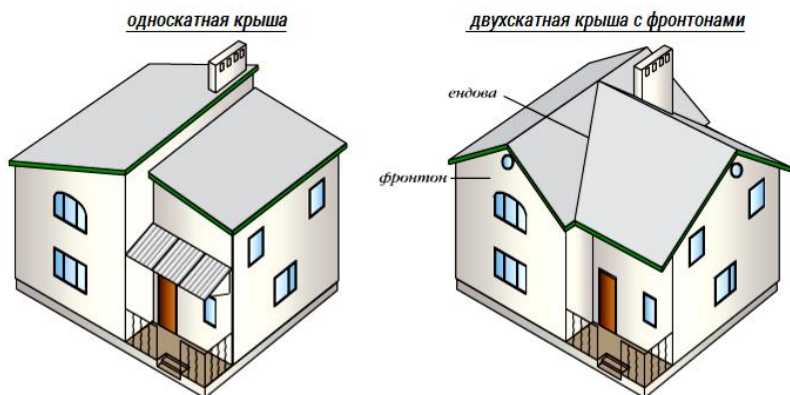 односкатная крыша
двухскатная крыша с фронтонами
ендова
фронтон